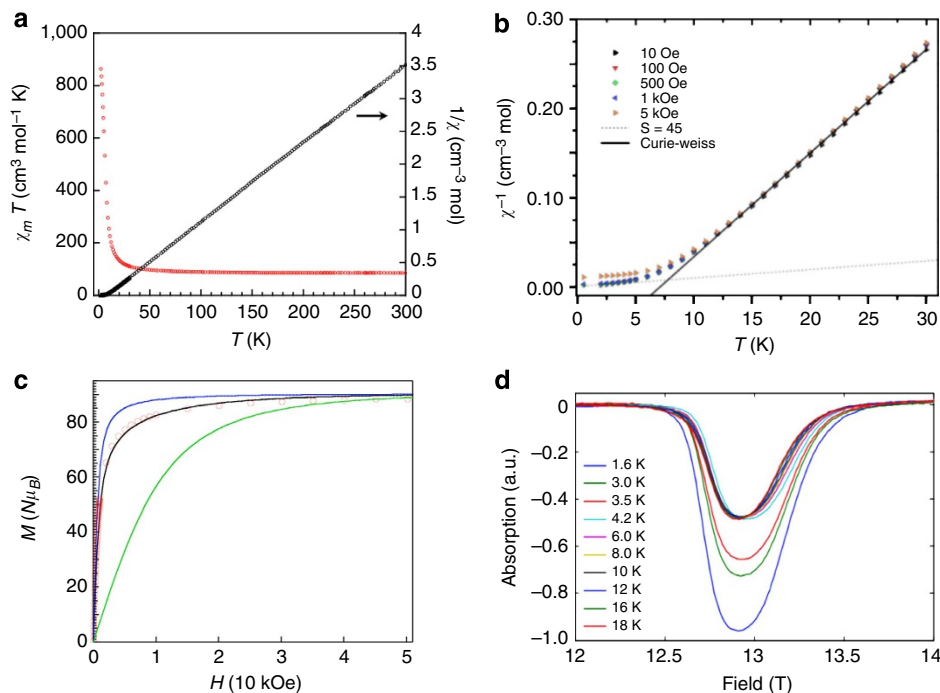 a
χm T (cm³ mol⁻¹ K)
1,000
800
600
400
200
0
0 50 100 150 200 250 300
T (K)
4
3.5
3
2.5
2
1.5
1
0.5
0
1/χ (cm⁻³ mol)
b
χ⁻¹ (cm⁻³ mol)
0.30
0.20
0.10
0.00
10 Oe
100 Oe
500 Oe
1 kOe
5 kOe
S = 45
Curie–weiss
0 5 10 15 20 25 30
T (K)
c
M (NμB)
80
60
40
20
0
0 1 2 3 4 5
H (10 kOe)
d
Absorption (a.u.)
0
–0.2
–0.4
–0.6
–0.8
–1.0
1.6 K
3.0 K
3.5 K
4.2 K
6.0 K
8.0 K
10 K
12 K
16 K
18 K
12 12.5 13.0 13.5 14
Field (T)